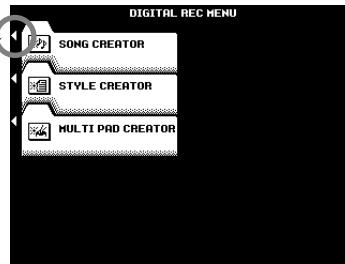 DIGITAL REC MENU
SONG CREATOR
STYLE CREATOR
MULTI PAD CREATOR